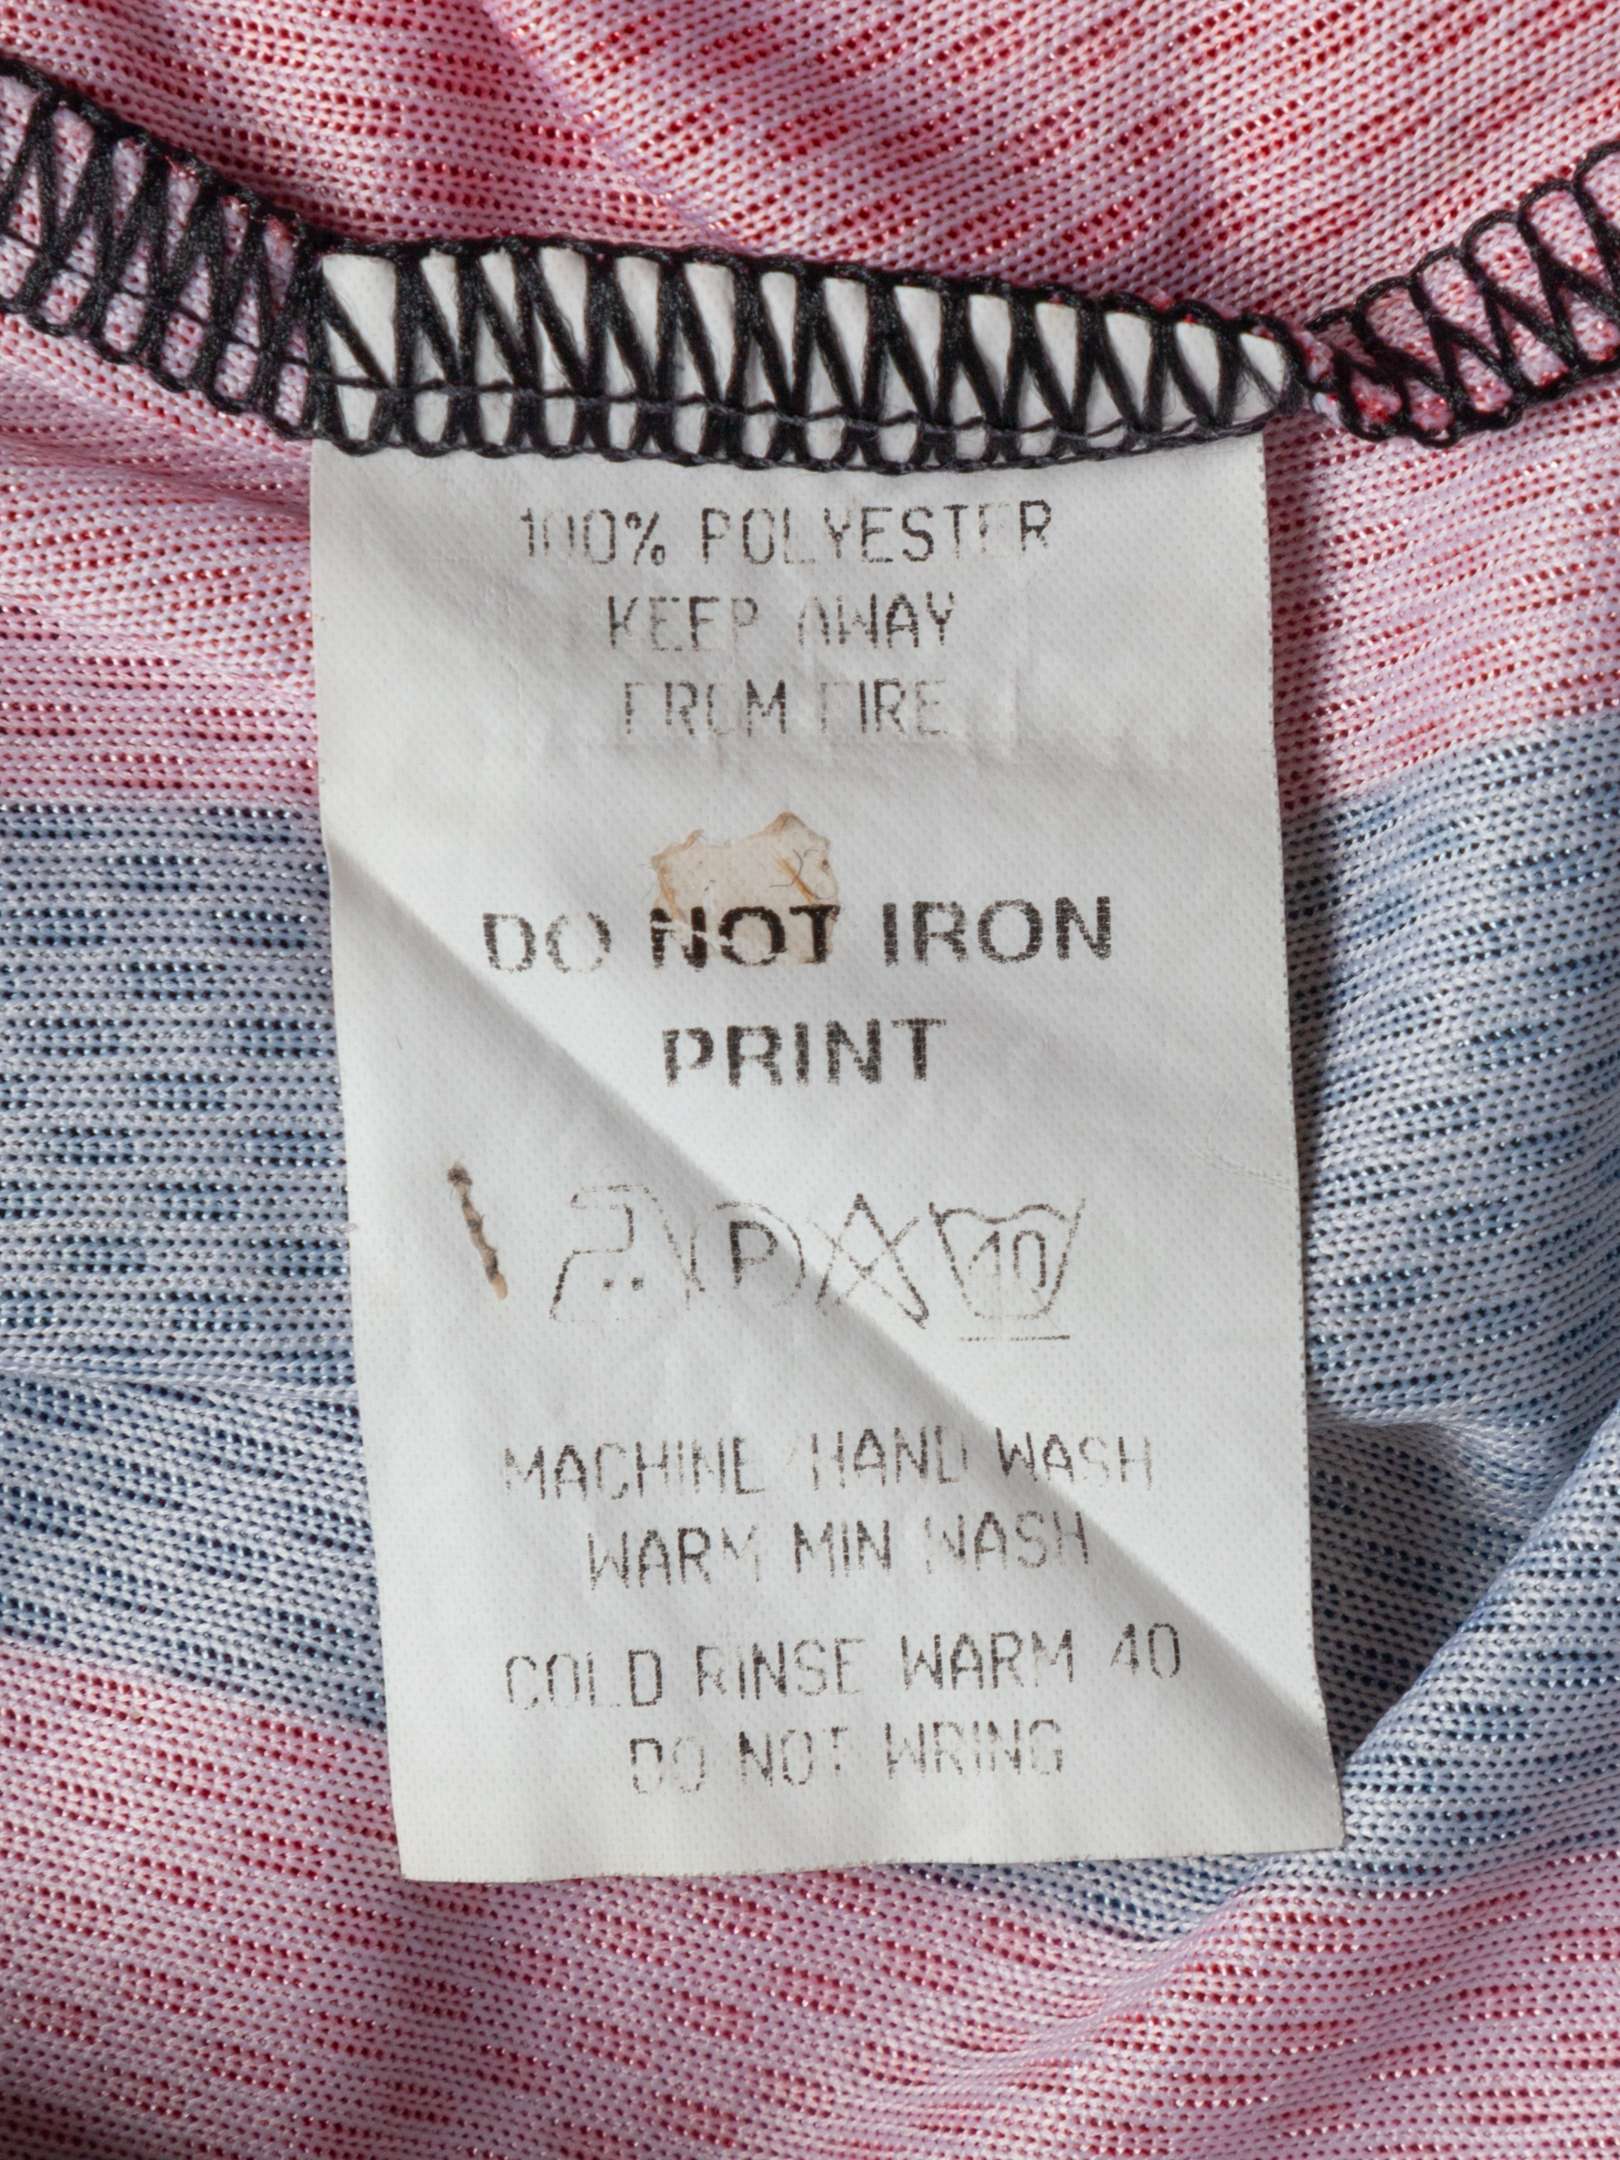 100% POLYESTER
KEEP AWAY
FROM FIRE
DO NOT IRON
PRINT
P 40
MACHINE/HAND WASH
WARM MIN WASH
COLD RINSE WARM 40
DO NOT WRING